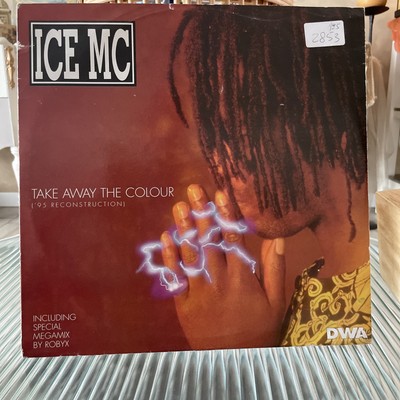 ICE MC
2853
TAKE AWAY THE COLOUR
('95 RECONSTRUCTION)
INCLUDING
SPECIAL
MEGAMIX
BY ROBYX
DWA